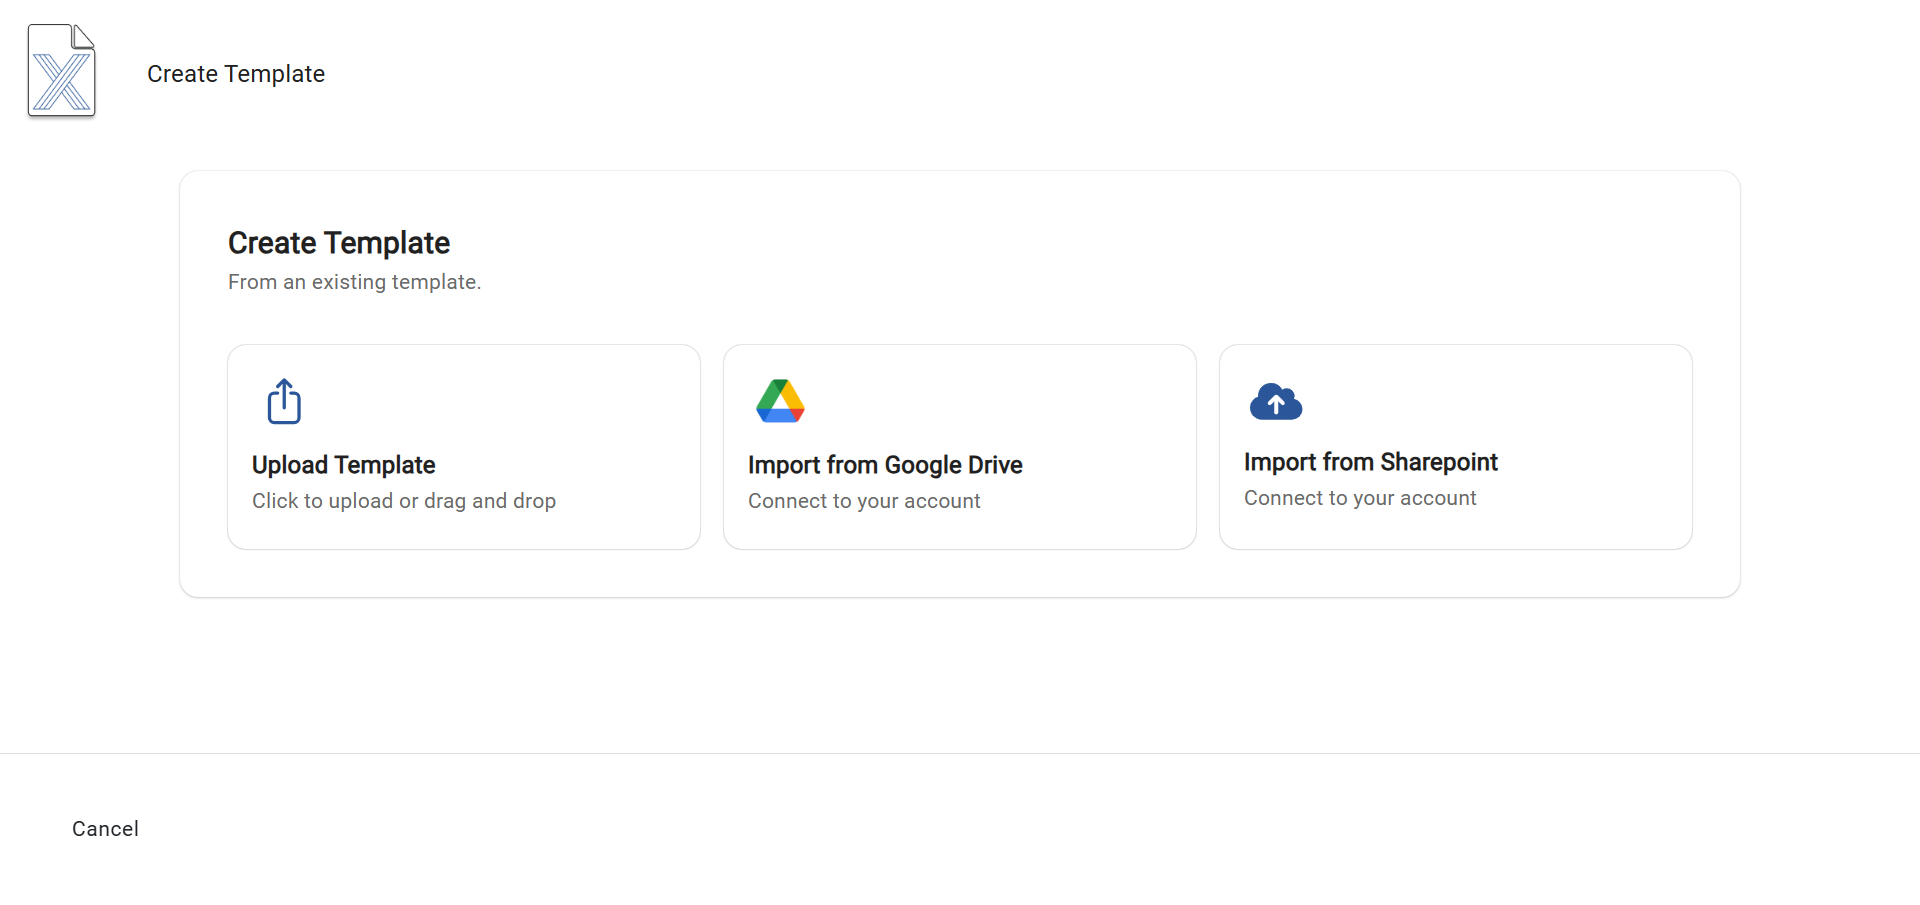 Create Template
Create Template
From an existing template.
Upload Template
Click to upload or drag and drop
Import from Google Drive
Connect to your account
Import from Sharepoint
Connect to your account
Cancel